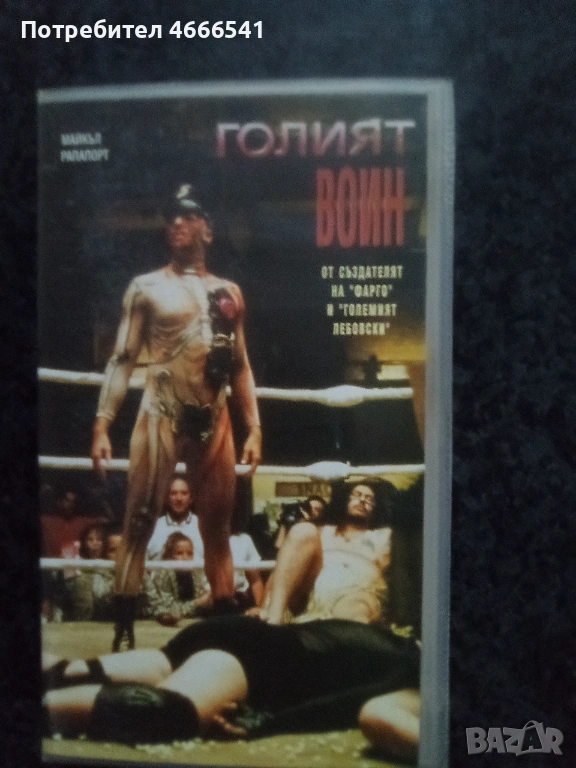 Потребител 4666541
МАЙКЪЛ
РАПАПОРТ
ГОЛИЯТ
ВОИН
ОТ СЪЗДАТЕЛЯТ
НА "ФАРГО"
И "ГОЛЕМИЯТ
ЛЕБОВСКИ"
BAZAR